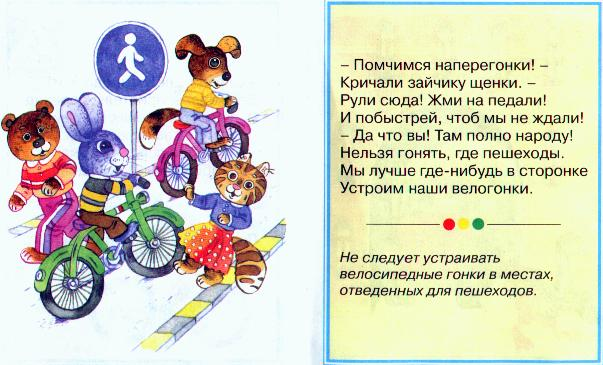 – Помчимся наперегонки! –
Кричали зайчику щенки. –
Рули сюда! Жми на педали!
И побыстрей, чтоб мы не ждали!
– Да что вы! Там полно народу!
Нельзя гонять, где пешеходы.
Мы лучше где-нибудь в сторонке
Устроим наши велогонки.
Не следует устраивать
велосипедные гонки в местах,
отведенных для пешеходов.